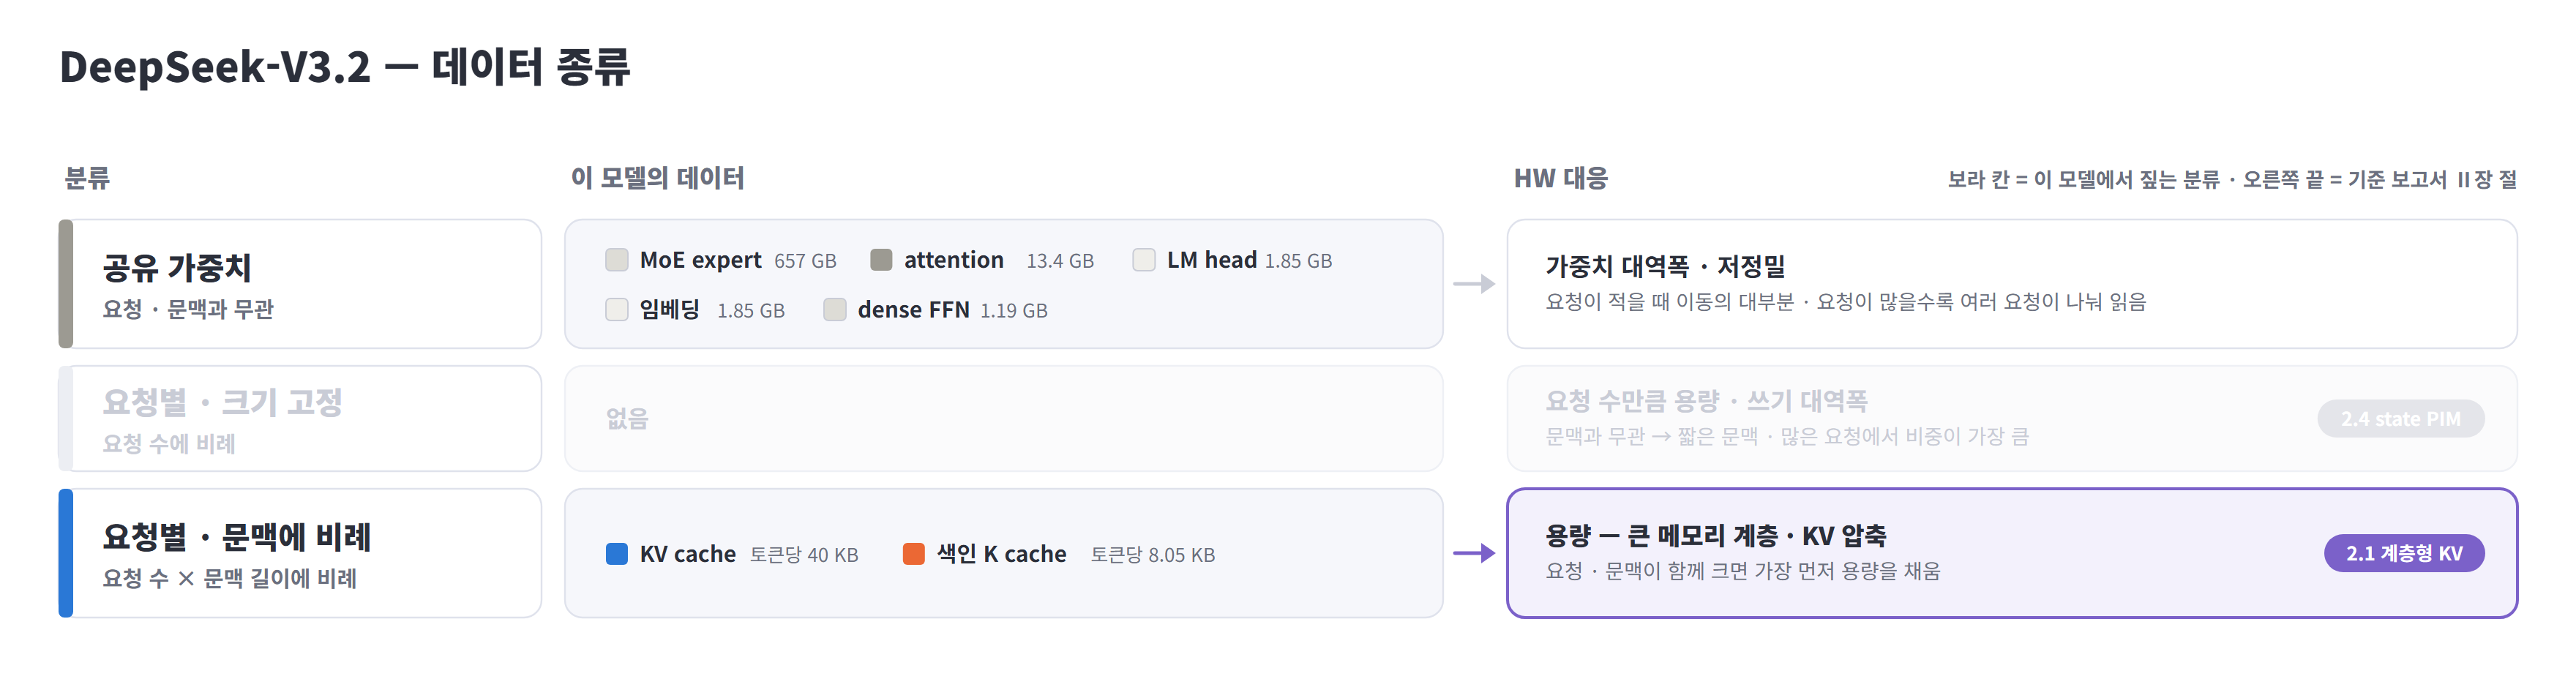 DeepSeek-V3.2 — 데이터 종류
분류
이 모델의 데이터
HW 대응
보라 칸 = 이 모델에서 짚는 분류 · 오른쪽 끝 = 기준 보고서 II장 절
공유 가중치
요청 · 문맥과 무관
MoE expert 657 GB
attention 13.4 GB
LM head 1.85 GB
임베딩 1.85 GB
dense FFN 1.19 GB
가중치 대역폭 · 저정밀
요청이 적을 때 이동의 대부분 · 요청이 많을수록 여러 요청이 나눠 읽음
요청별 · 크기 고정
요청 수에 비례
없음
요청 수만큼 용량 · 쓰기 대역폭
문맥과 무관 → 짧은 문맥 · 많은 요청에서 비중이 가장 큼
2.4 state PIM
요청별 · 문맥에 비례
요청 수 × 문맥 길이에 비례
KV cache 토큰당 40 KB
색인 K cache 토큰당 8.05 KB
용량 — 큰 메모리 계층 · KV 압축
요청 · 문맥이 함께 크면 가장 먼저 용량을 채움
2.1 계층형 KV